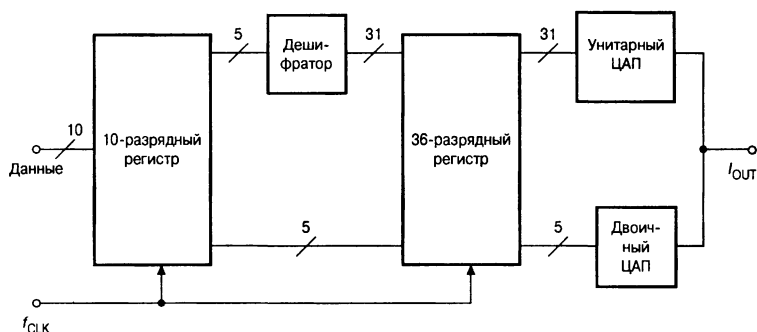 5
Деши-
фратор
31
31
Унитарный
ЦАП
10
Данные
10-разрядный
регистр
36-разрядный
регистр
I OUT
5
5
Двоич-
ный
ЦАП
f CLK